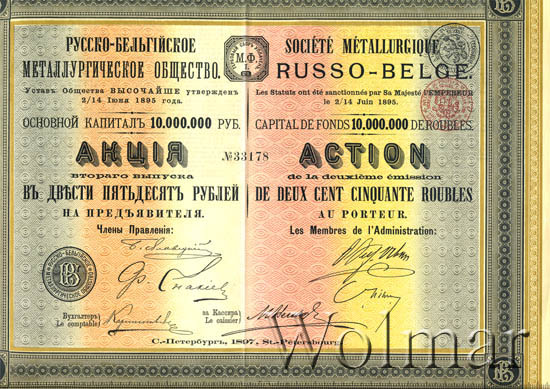 РУССКО-БЕЛЬГІЙСКОЕ
МЕТАЛЛУРГИЧЕСКОЕ ОБЩЕСТВО.
Уставъ Общества ВЫСОЧАЙШЕ утвержденъ
2/14 Іюня 1895 года.
ОСНОВНОЙ КАПИТАЛЪ 10.000.000 РУБ.
АКЦІЯ
втораго выпуска
ВЪ ДВѢСТИ ПЯТЬДЕСЯТЪ РУБЛЕЙ
НА ПРЕДЪЯВИТЕЛЯ.
Члены Правленія:
Бухгалтеръ
(Le comptable)
за Кассира
(Le caissier)
М.Ф.
№33178
SOCIÉTÉ MÉTALLURGIQUE
RUSSO-BELGE.
Les Statuts ont été sanctionnés par Sa Majesté l'EMPEREUR
le 2/14 Juin 1895.
CAPITAL DE FONDS 10.000.000 DE ROUBLES.
ACTION
de la deuxième émission
DE DEUX CENT CINQUANTE ROUBLES
AU PORTEUR.
Les Membres de l'Administration:
С.-Петербургъ, 1897, St.-Pétersbourg.
Wolmar